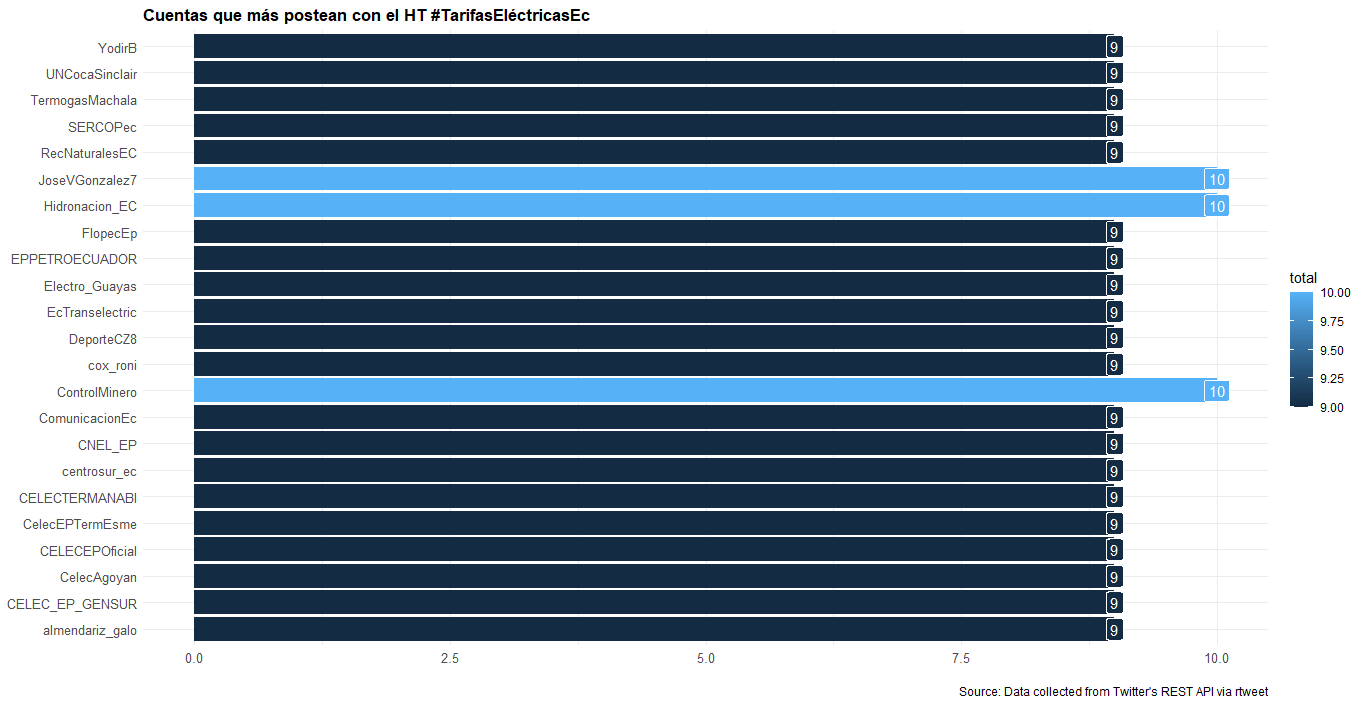 Cuentas que más postean con el HT #TarifasEléctricasEc
YodirB 9
UNCocaSinclair 9
TermogasMachala 9
SERCOPec 9
RecNaturalesEC 9
JoseVGonzalez7 10
Hidronacion_EC 10
FlopecEp 9
EPPETROECUADOR 9
Electro_Guayas 9
EcTranselectric 9
DeporteCZ8 9
cox_roni 9
ControlMinero 10
ComunicacionEc 9
CNEL_EP 9
centrosur_ec 9
CELECTERMANABI 9
CelecEPTermEsme 9
CELECEPOficial 9
CelecAgoyan 9
CELEC_EP_GENSUR 9
almendariz_galo 9
0.0 2.5 5.0 7.5 10.0
total
10.00
9.75
9.50
9.25
9.00
Source: Data collected from Twitter's REST API via rtweet